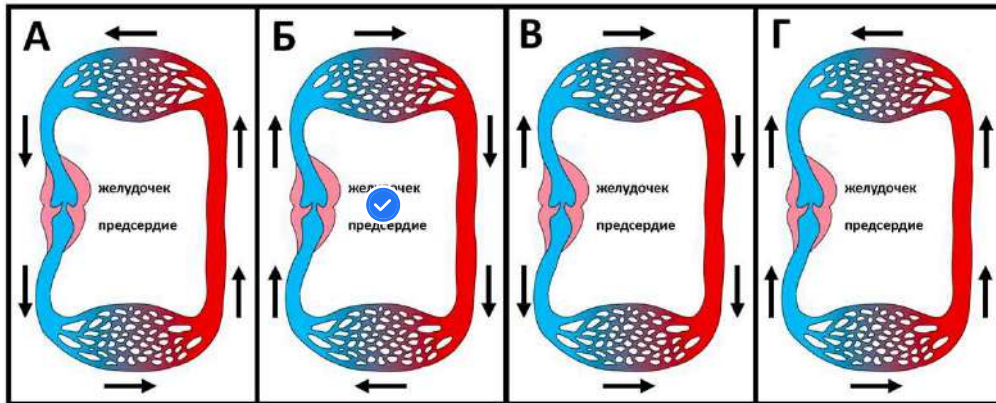 А
Б
В
Г
желудочек
предсердие
желудочек
предсердие
желудочек
предсердие
желудочек
предсердие